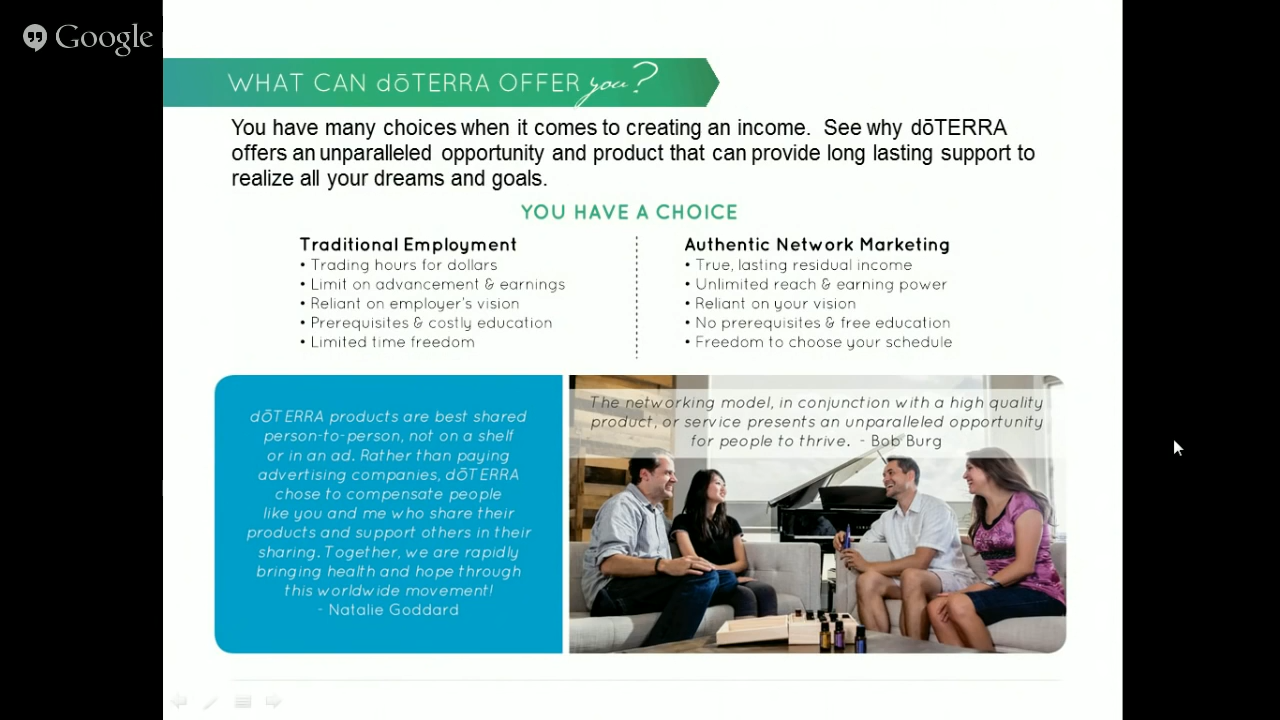 Google
WHAT CAN dōTERRA OFFER you?
You have many choices when it comes to creating an income. See why dōTERRA
offers an unparalleled opportunity and product that can provide long lasting support to
realize all your dreams and goals.
YOU HAVE A CHOICE
Traditional Employment
• Trading hours for dollars
• Limit on advancement & earnings
• Reliant on employer's vision
• Prerequisites & costly education
• Limited time freedom
Authentic Network Marketing
• True, lasting residual income
• Unlimited reach & earning power
• Reliant on your vision
• No prerequisites & free education
• Freedom to choose your schedule
dōTERRA products are best shared
person-to-person, not on a shelf
or in an ad. Rather than paying
advertising companies, dōTERRA
chose to compensate people
like you and me who share their
products and support others in their
sharing. Together, we are rapidly
bringing health and hope through
this worldwide movement!
- Natalie Goddard
The networking model, in conjunction with a high quality
product, or service presents an unparalleled opportunity
for people to thrive. - Bob Burg